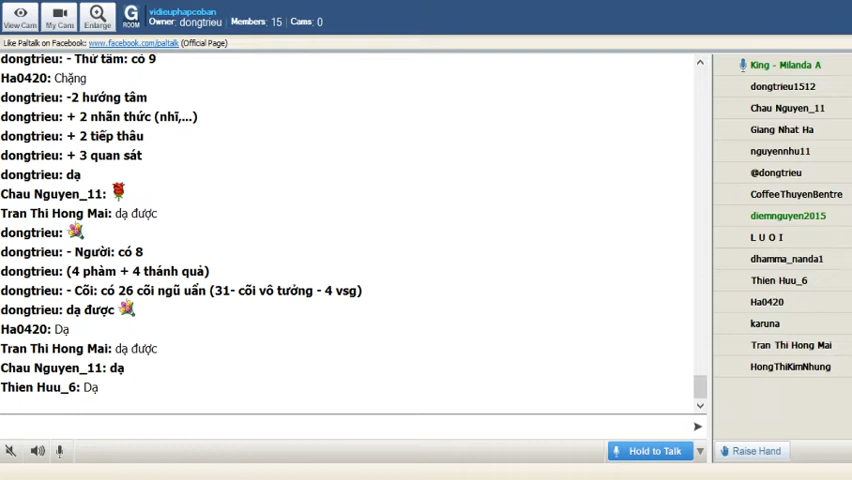 vidieuphapcoban
Owner: dongtrieu Members: 15 Cams: 0
View Cam My Cam Enlarge G ROOM
Like Paltalk on Facebook: www.facebook.com/paltalk (Official Page)
dongtrieu: - Thứ tâm: có 9
Ha0420: Chặng
dongtrieu: -2 hướng tâm
dongtrieu: + 2 nhãn thức (nhĩ,...)
dongtrieu: + 2 tiếp thâu
dongtrieu: + 3 quan sát
dongtrieu: dạ
Chau Nguyen_11:
Tran Thi Hong Mai: dạ được
dongtrieu:
dongtrieu: - Người: có 8
dongtrieu: (4 phàm + 4 thánh quả)
dongtrieu: - Cõi: có 26 cõi ngũ uẩn (31- cõi vô tưởng - 4 vsg)
dongtrieu: dạ được
Ha0420: Dạ
Tran Thi Hong Mai: dạ được
Chau Nguyen_11: dạ
Thien Huu_6: Dạ
Hold to Talk
King - Milanda A
dongtrieu1512
Chau Nguyen_11
Giang Nhat Ha
nguyennhu11
@dongtrieu
CoffeeThuyenBentre
diemnguyen2015
L U O I
dhamma_nanda1
Thien Huu_6
Ha0420
karuna
Tran Thi Hong Mai
HongThiKimNhung
Raise Hand